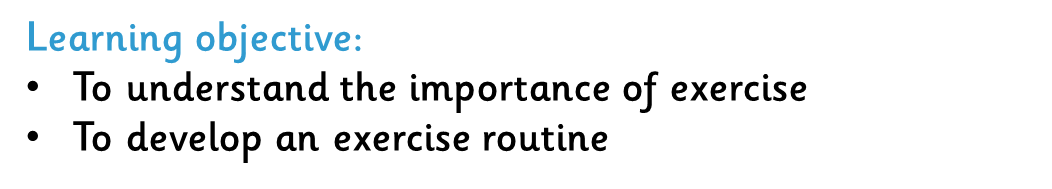 Learning objective:
• To understand the importance of exercise
• To develop an exercise routine